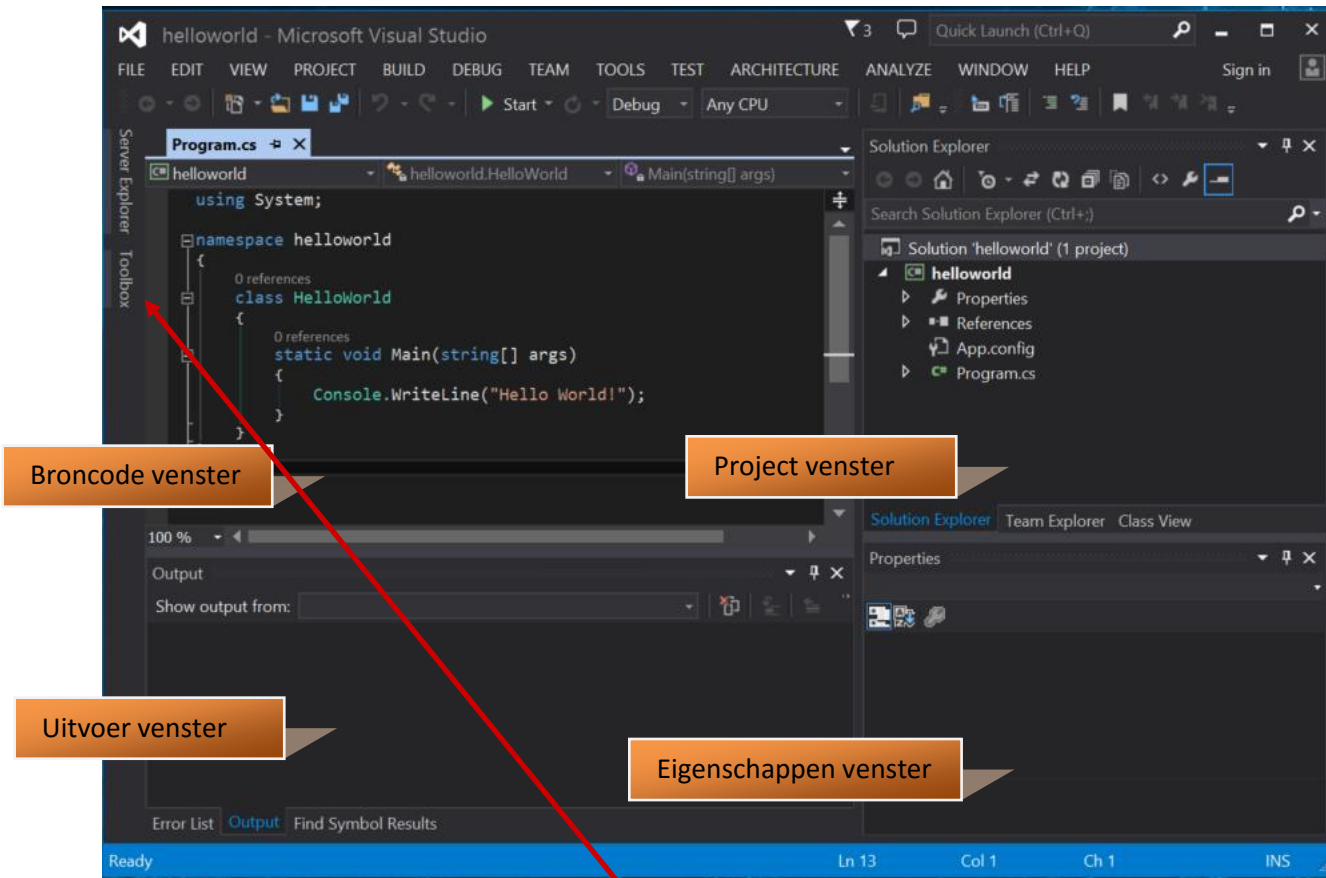 helloworld - Microsoft Visual Studio
3
Quick Launch (Ctrl+Q)
FILE EDIT VIEW PROJECT BUILD DEBUG TEAM TOOLS TEST ARCHITECTURE ANALYZE WINDOW HELP Sign in
Start Debug Any CPU
Server Explorer
Toolbox
Program.cs
helloworld helloworld.HelloWorld Main(string[] args)
using System;
namespace helloworld
{
0 references
class HelloWorld
{
0 references
static void Main(string[] args)
{
Console.WriteLine("Hello World!");
}
}
Broncode venster
100 %
Solution Explorer
Search Solution Explorer (Ctrl+;)
Solution 'helloworld' (1 project)
helloworld
Properties
References
App.config
Program.cs
Project venster
Solution Explorer Team Explorer Class View
Output
Show output from:
Uitvoer venster
Error List Output Find Symbol Results
Properties
Eigenschappen venster
Ready Ln 13 Col 1 Ch 1 INS